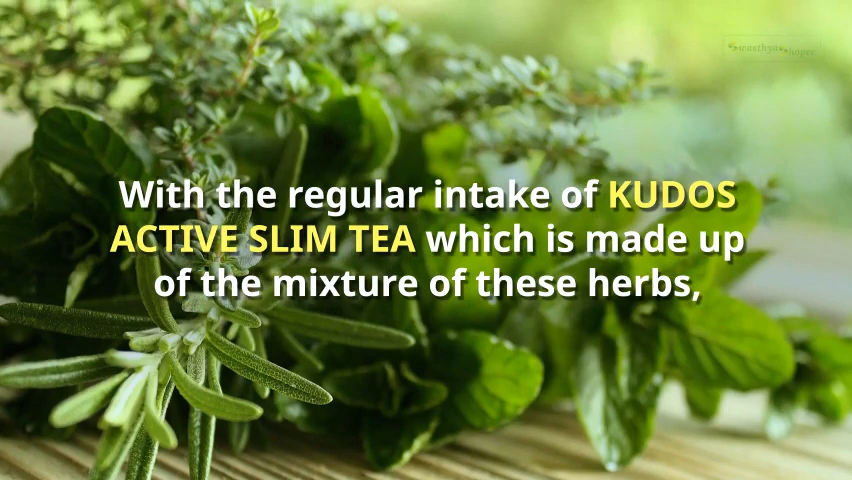 With the regular intake of KUDOS
ACTIVE SLIM TEA which is made up
of the mixture of these herbs,